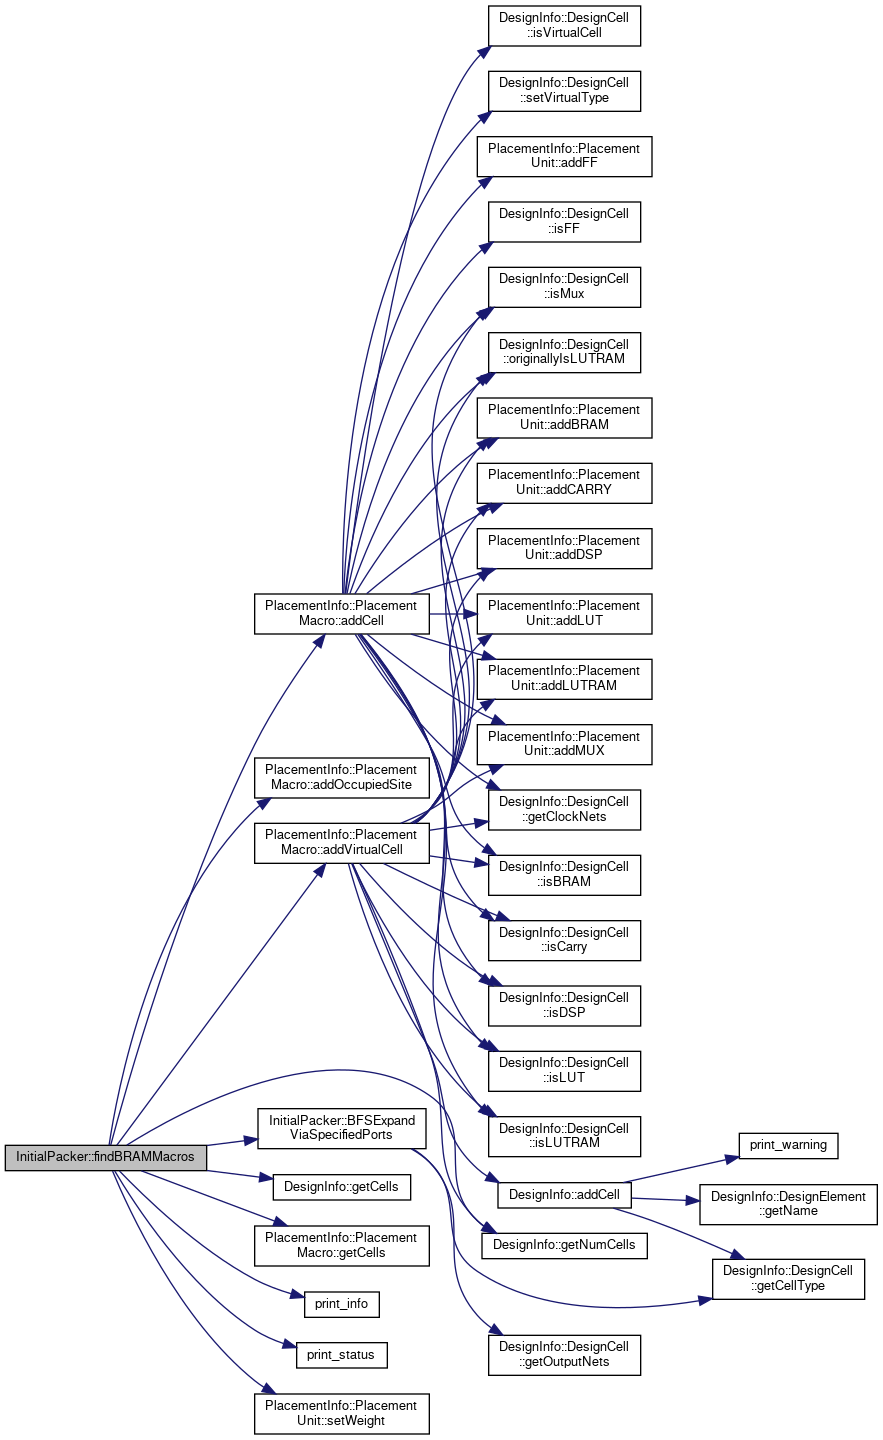 DesignInfo::DesignCell
::isVirtualCell
DesignInfo::DesignCell
::setVirtualType
PlacementInfo::Placement
Unit::addFF
DesignInfo::DesignCell
::isFF
DesignInfo::DesignCell
::isMux
DesignInfo::DesignCell
::originallyIsLUTRAM
PlacementInfo::Placement
Unit::addBRAM
PlacementInfo::Placement
Unit::addCARRY
PlacementInfo::Placement
Unit::addDSP
PlacementInfo::Placement
Macro::addCell
PlacementInfo::Placement
Unit::addLUT
PlacementInfo::Placement
Unit::addLUTRAM
PlacementInfo::Placement
Unit::addMUX
PlacementInfo::Placement
Macro::addOccupiedSite
DesignInfo::DesignCell
::getClockNets
PlacementInfo::Placement
Macro::addVirtualCell
DesignInfo::DesignCell
::isBRAM
DesignInfo::DesignCell
::isCarry
DesignInfo::DesignCell
::isDSP
DesignInfo::DesignCell
::isLUT
InitialPacker::BFSExpand
ViaSpecifiedPorts
DesignInfo::DesignCell
::isLUTRAM
print_warning
InitialPacker::findBRAMMacros
DesignInfo::getCells
DesignInfo::addCell
DesignInfo::DesignElement
::getName
PlacementInfo::Placement
Macro::getCells
DesignInfo::getNumCells
DesignInfo::DesignCell
::getCellType
print_info
print_status
DesignInfo::DesignCell
::getOutputNets
PlacementInfo::Placement
Unit::setWeight